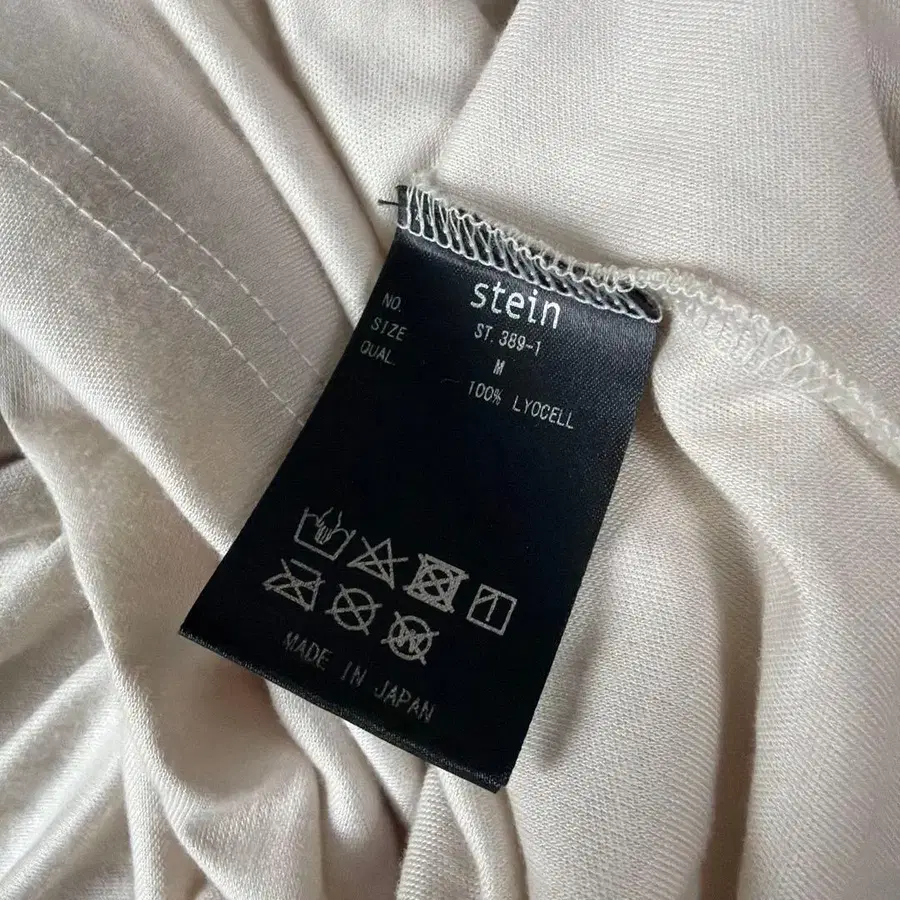 stein
NO. ST.389-1
SIZE M
QUAL. 100% LYOCELL
MADE IN JAPAN